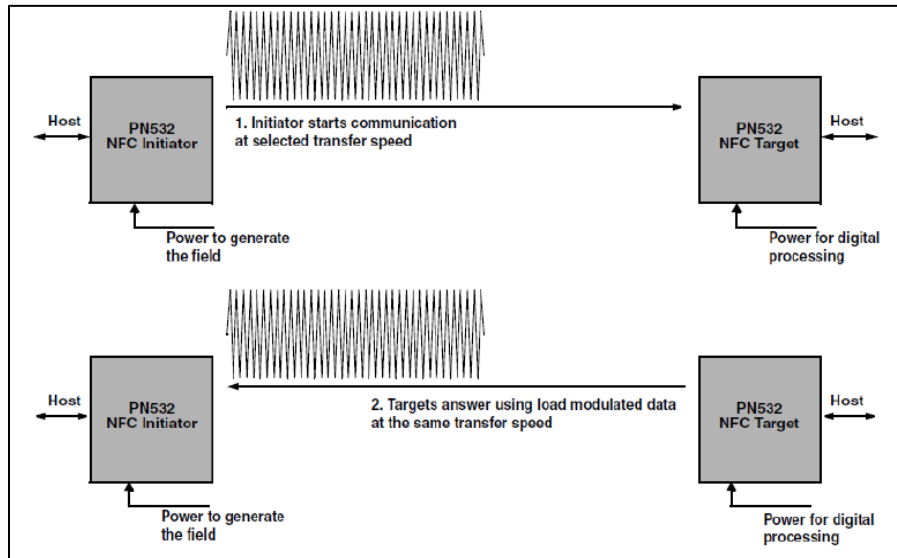 Host
PN532
NFC Initiator
1. Initiator starts communication
at selected transfer speed
PN532
NFC Target
Host
Power to generate
the field
Power for digital
processing
Host
PN532
NFC Initiator
2. Targets answer using load modulated data
at the same transfer speed
PN532
NFC Target
Host
Power to generate
the field
Power for digital
processing